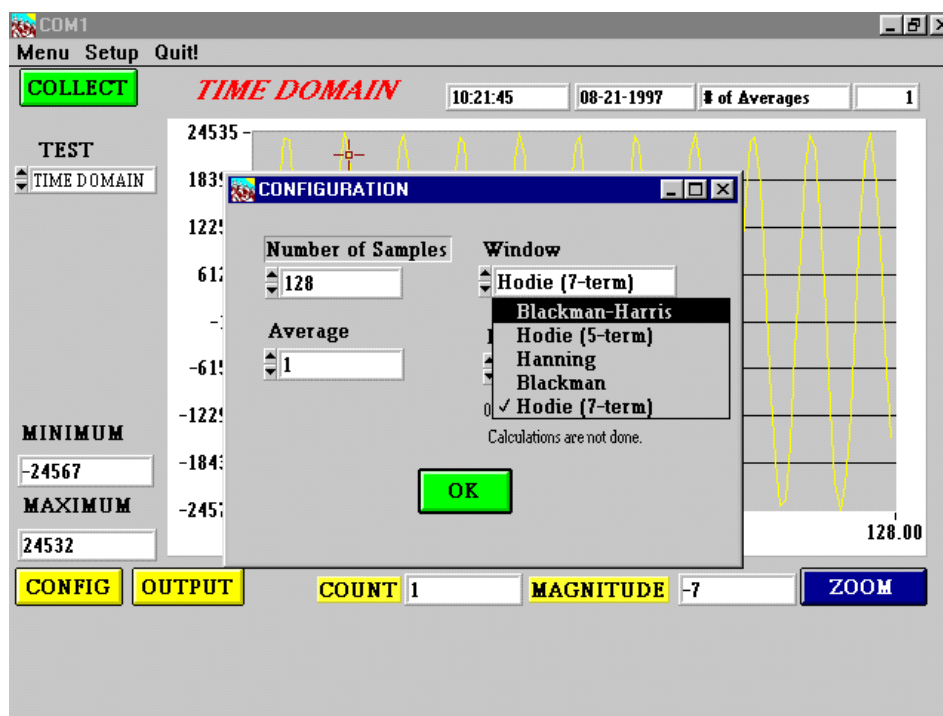 COM1
Menu Setup Quit!
COLLECT
TIME DOMAIN
10:21:45
08-21-1997
# of Averages
1
TEST
TIME DOMAIN
24535
CONFIGURATION
Number of Samples
128
Average
1
Window
Hodie (7-term)
Blackman-Harris
Hodie (5-term)
Hanning
Blackman
✓ Hodie (7-term)
Calculations are not done.
OK
MINIMUM
-24567
MAXIMUM
24532
128.00
CONFIG
OUTPUT
COUNT
1
MAGNITUDE
-7
ZOOM